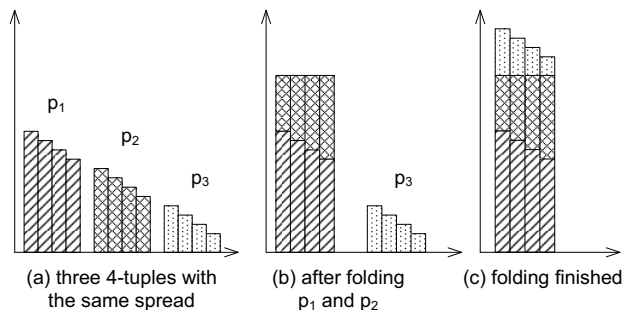 p₁
p₂
p₃
p₃
(a) three 4-tuples with
the same spread
(b) after folding
p₁ and p₂
(c) folding finished